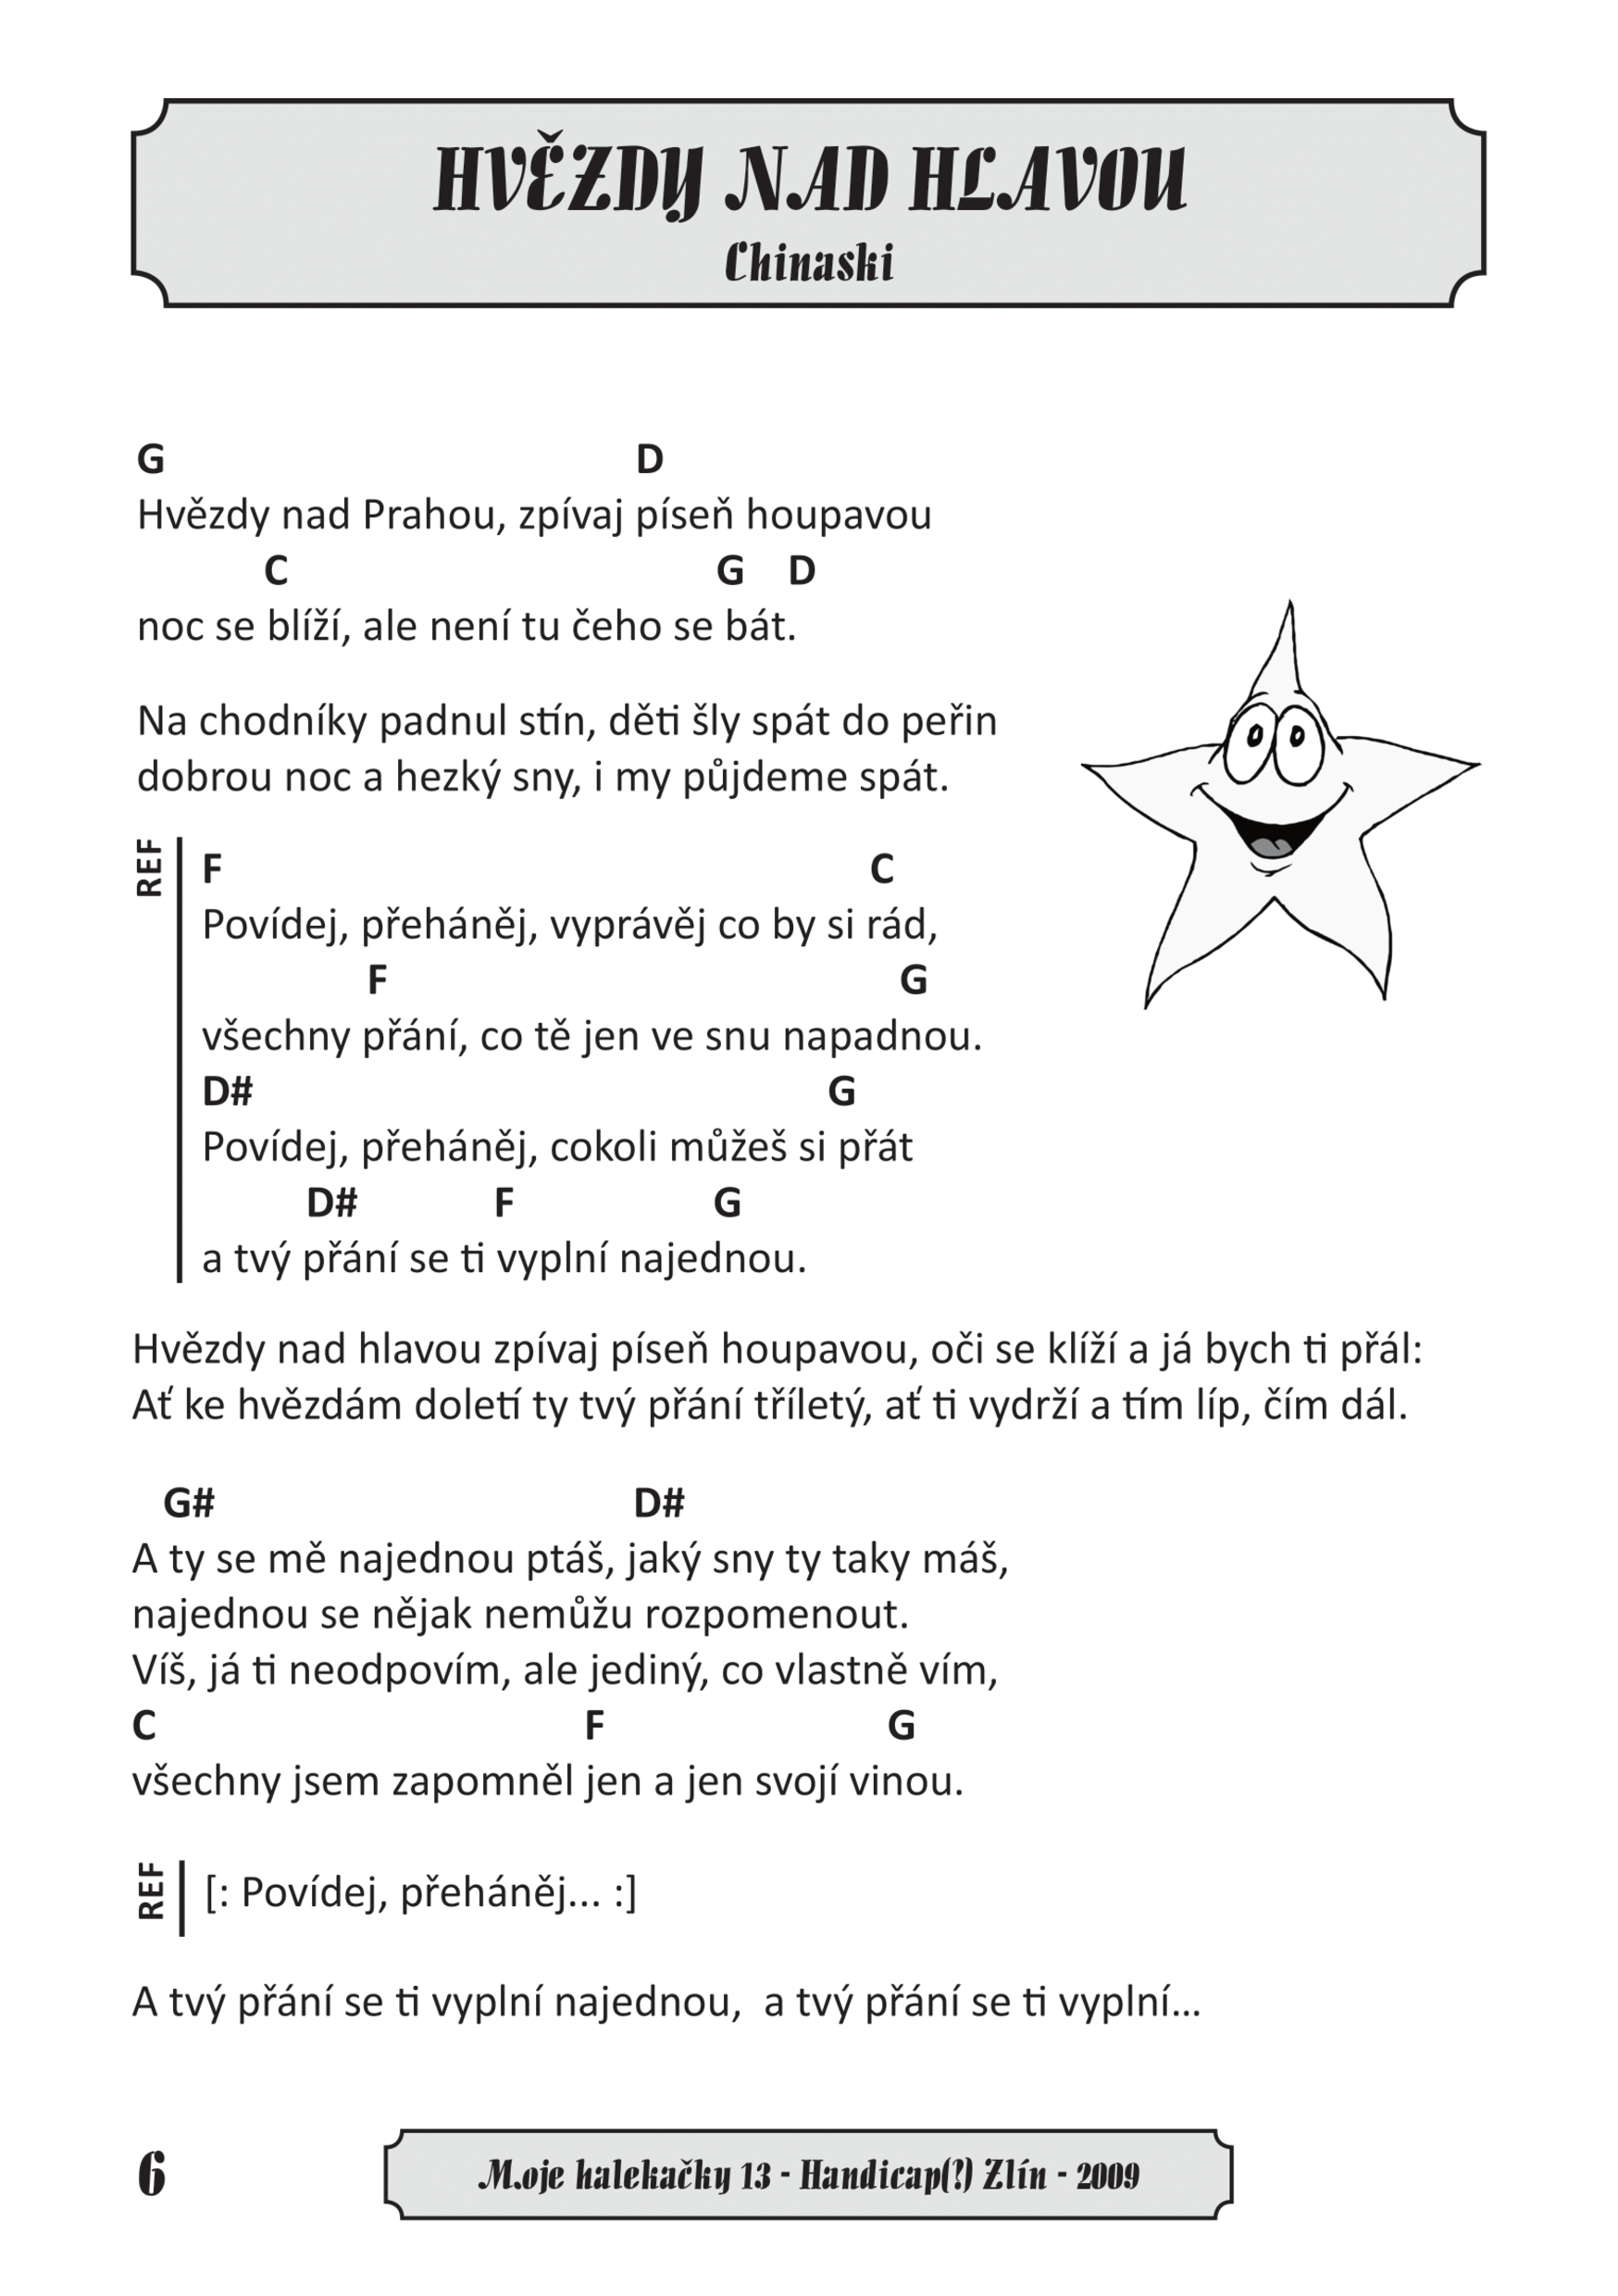 HVĚZDY NAD HLAVOU
Chinaski
G D
Hvězdy nad Prahou, zpívaj píseň houpavou
C G D
noc se blíží, ale není tu čeho se bát.
Na chodníky padnul stín, děti šly spát do peřin
dobrou noc a hezký sny, i my půjdeme spát.
REF
F C
Povídej, přeháněj, vyprávěj co by si rád,
F G
všechny přání, co tě jen ve snu napadnou.
D# G
Povídej, přeháněj, cokoli můžeš si přát
D# F G
a tvý přání se ti vyplní najednou.
Hvězdy nad hlavou zpívaj píseň houpavou, oči se klíží a já bych ti přál:
Ať ke hvězdám doletí ty tvý přání tříletý, ať ti vydrží a tím líp, čím dál.
G# D#
A ty se mě najednou ptáš, jaký sny ty taky máš,
najednou se nějak nemůžu rozpomenout.
Víš, já ti neodpovím, ale jediný, co vlastně vím,
C F G
všechny jsem zapomněl jen a jen svojí vinou.
REF
[: Povídej, přeháněj... :]
A tvý přání se ti vyplní najednou,  a tvý přání se ti vyplní...
6
M.oje halekačky 13 - Handicap(?) Zlín - 2009